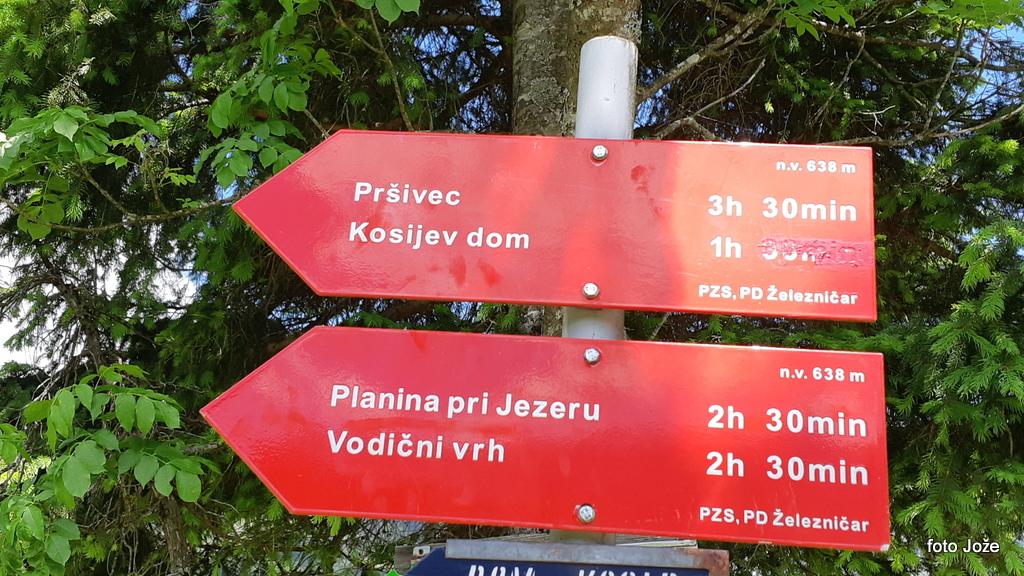 n.v. 638 m
Pršivec 3h 30min
Kosijev dom 1h
PZS, PD Železničar
n.v. 638 m
Planina pri Jezeru 2h 30min
Vodični vrh 2h 30min
PZS, PD Železničar
foto Jože